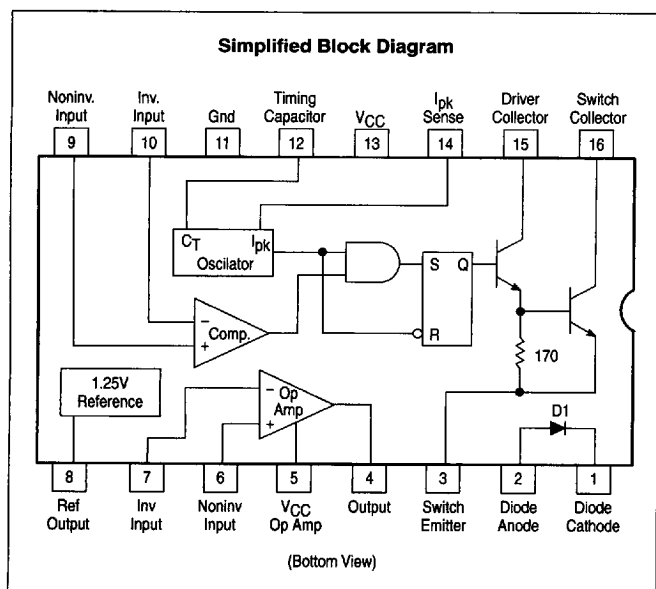 Simplified Block Diagram
Noninv.
Input
Inv.
Input
Gnd
Timing
Capacitor
VCC
Ipk
Sense
Driver
Collector
Switch
Collector
9
10
11
12
13
14
15
16
CT
Ipk
Oscilator
S
Q
R
−
+
Comp.
170
1.25V
Reference
−
+
Op
Amp
D1
8
7
6
5
4
3
2
1
Ref
Output
Inv
Input
Noninv
Input
VCC
Op Amp
Output
Switch
Emitter
Diode
Anode
Diode
Cathode
(Bottom View)